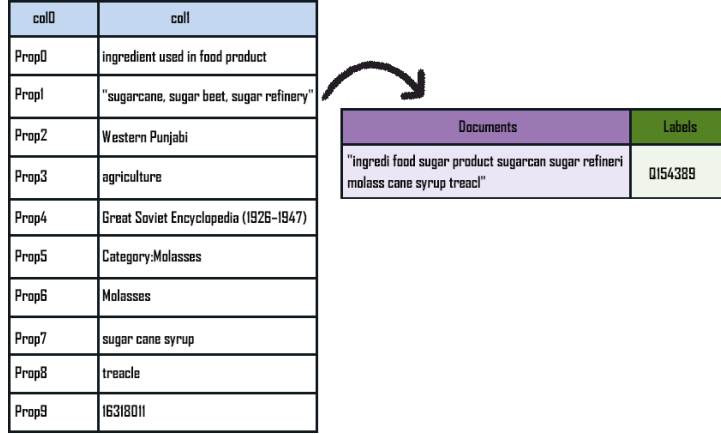 col0 col1
Prop0 ingredient used in food product
Prop1 "sugarcane, sugar beet, sugar refinery"
Prop2 Western Punjabi
Prop3 agriculture
Prop4 Great Soviet Encyclopedia (1926–1947)
Prop5 Category:Molasses
Prop6 Molasses
Prop7 sugar cane syrup
Prop8 treacle
Prop9 16318011
Documents Labels
"ingredi food sugar product sugarcan sugar refineri
molass cane syrup treacl" Q154389